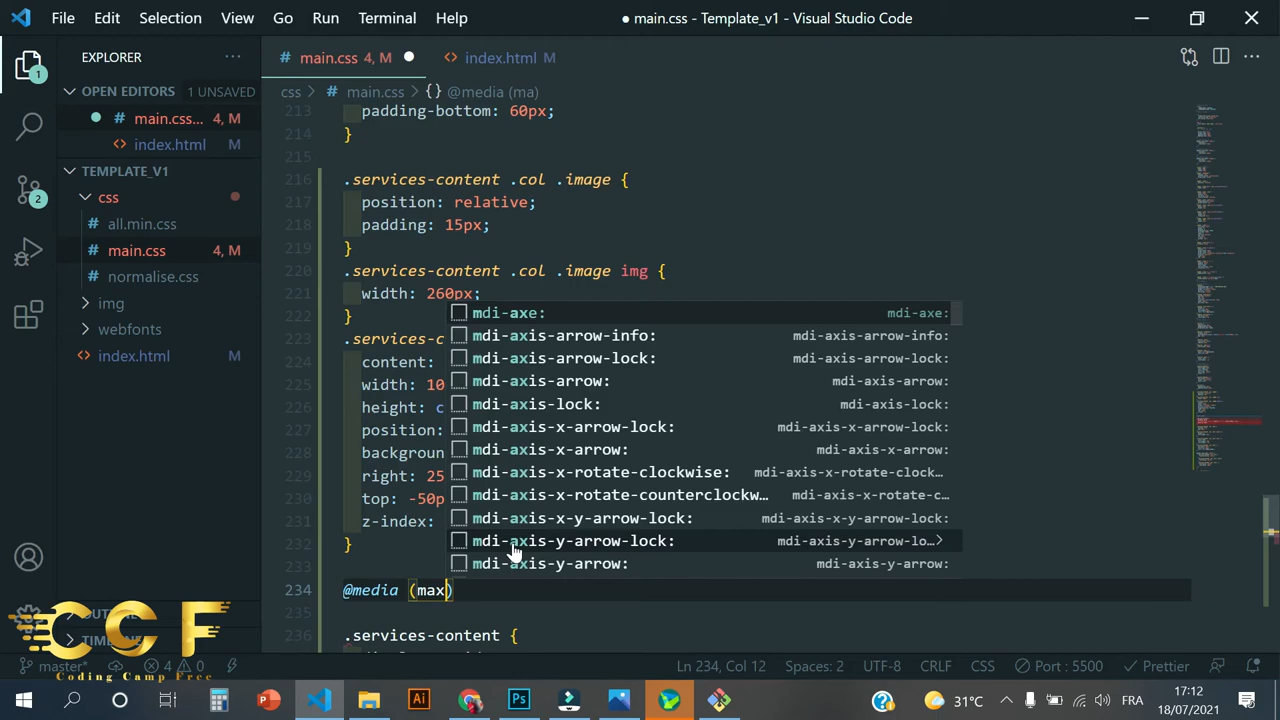 File Edit Selection View Go Run Terminal Help
● main.css - Template_v1 - Visual Studio Code
EXPLORER
# main.css 4, M
<> index.html M
OPEN EDITORS 1 UNSAVED
css > # main.css > {} @media (ma)
# main.css... 4, M
<> index.html M
TEMPLATE_V1
css
# all.min.css
# main.css 4, M
# normalise.css
img
webfonts
<> index.html M
1
2
213 padding-bottom: 60px;
214 }
215
216 .services-content .col .image {
217 position: relative;
218 padding: 15px;
219 }
220 .services-content .col .image img {
221 width: 260px;
222 }
223 .services-c
224 content:
225 width: 10
226 height: c
227 position:
228 backgroun
229 right: 25
230 top: -50p
231 z-index:
232 }
234 @media (max)
235
236 .services-content {
mdi-axe: mdi-axe:
mdi-axis-arrow-info: mdi-axis-arrow-info:
mdi-axis-arrow-lock: mdi-axis-arrow-lock:
mdi-axis-arrow: mdi-axis-arrow:
mdi-axis-lock: mdi-axis-lock:
mdi-axis-x-arrow-lock: mdi-axis-x-arrow-lock:
mdi-axis-x-arrow: mdi-axis-x-arrow:
mdi-axis-x-rotate-clockwise: mdi-axis-x-rotate-clock…
mdi-axis-x-rotate-counterclockw… mdi-axis-x-rotate-c…
mdi-axis-x-y-arrow-lock: mdi-axis-x-y-arrow-lock:
mdi-axis-y-arrow-lock: mdi-axis-y-arrow-lo…>
mdi-axis-y-arrow: mdi-axis-y-arrow:
CCF
Coding Camp Free
master* 4 0
Ln 234, Col 12 Spaces: 2 UTF-8 CRLF CSS Port : 5500 Prettier
31°C FRA 17:12
18/07/2021